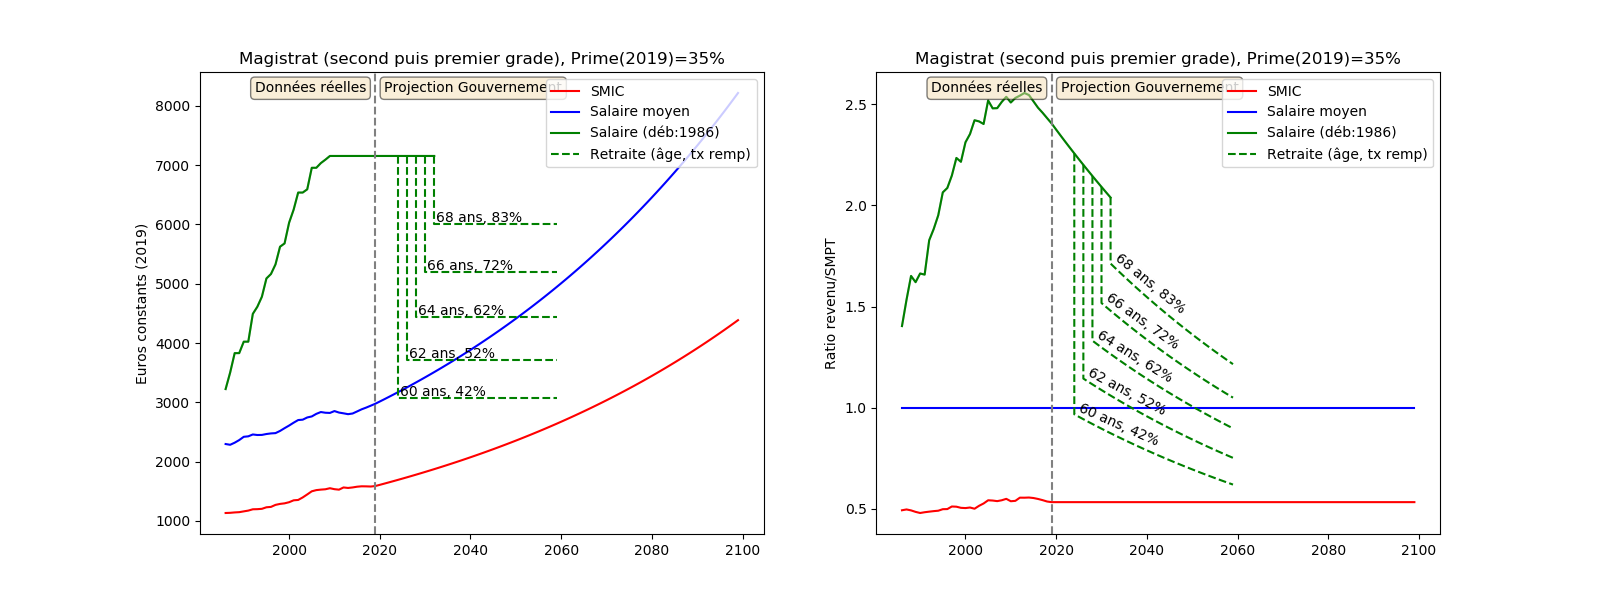 Magistrat (second puis premier grade), Prime(2019)=35%
Données réelles
Projection Gouvernement
SMIC
Salaire moyen
Salaire (déb:1986)
Retraite (âge, tx remp)
Euros constants (2019)
8000
7000
6000
5000
4000
3000
2000
1000
68 ans, 83%
66 ans, 72%
64 ans, 62%
62 ans, 52%
60 ans, 42%
2000
2020
2040
2060
2080
2100
Magistrat (second puis premier grade), Prime(2019)=35%
Données réelles
Projection Gouvernement
SMIC
Salaire moyen
Salaire (déb:1986)
Retraite (âge, tx remp)
Ratio revenu/SMPT
2.5
2.0
1.5
1.0
0.5
68 ans, 83%
66 ans, 72%
64 ans, 62%
62 ans, 52%
60 ans, 42%
2000
2020
2040
2060
2080
2100